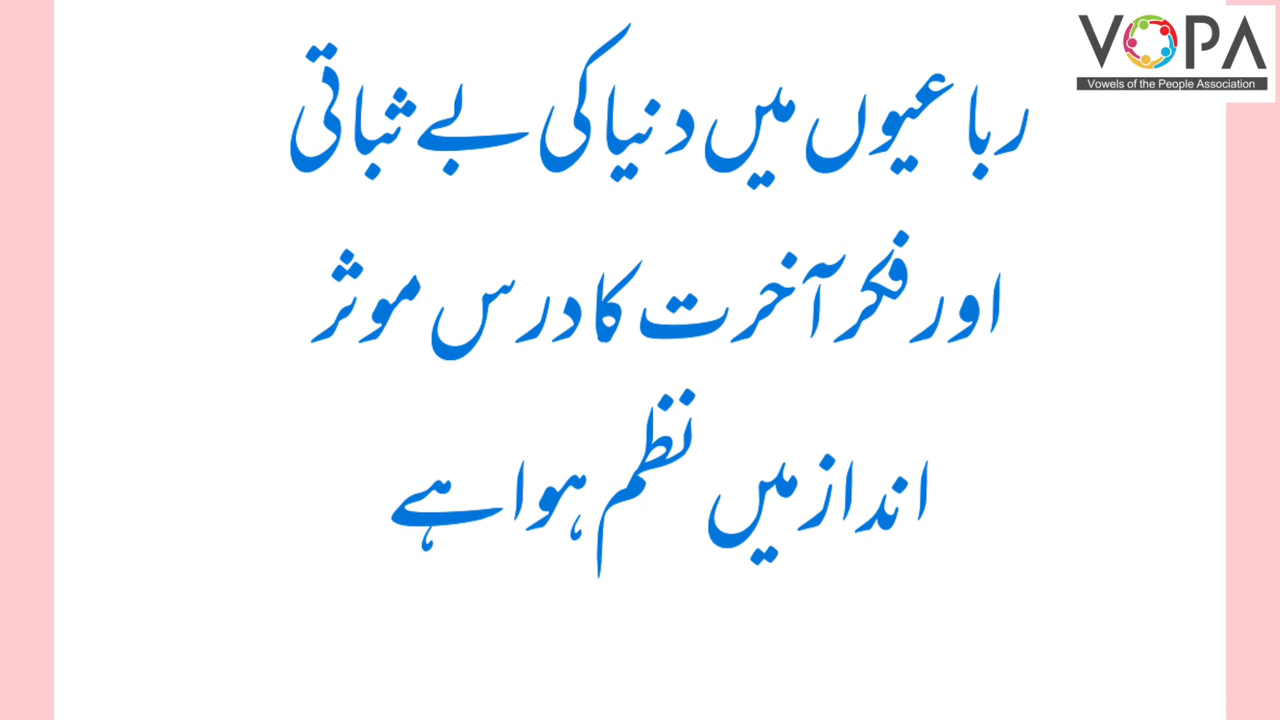 VOPA
Vowels of the People Association
رباعیوں میں دنیا کی بے ثباتی
اور فکر آخرت کا درس موثر
انداز میں نظم ہوا ہے